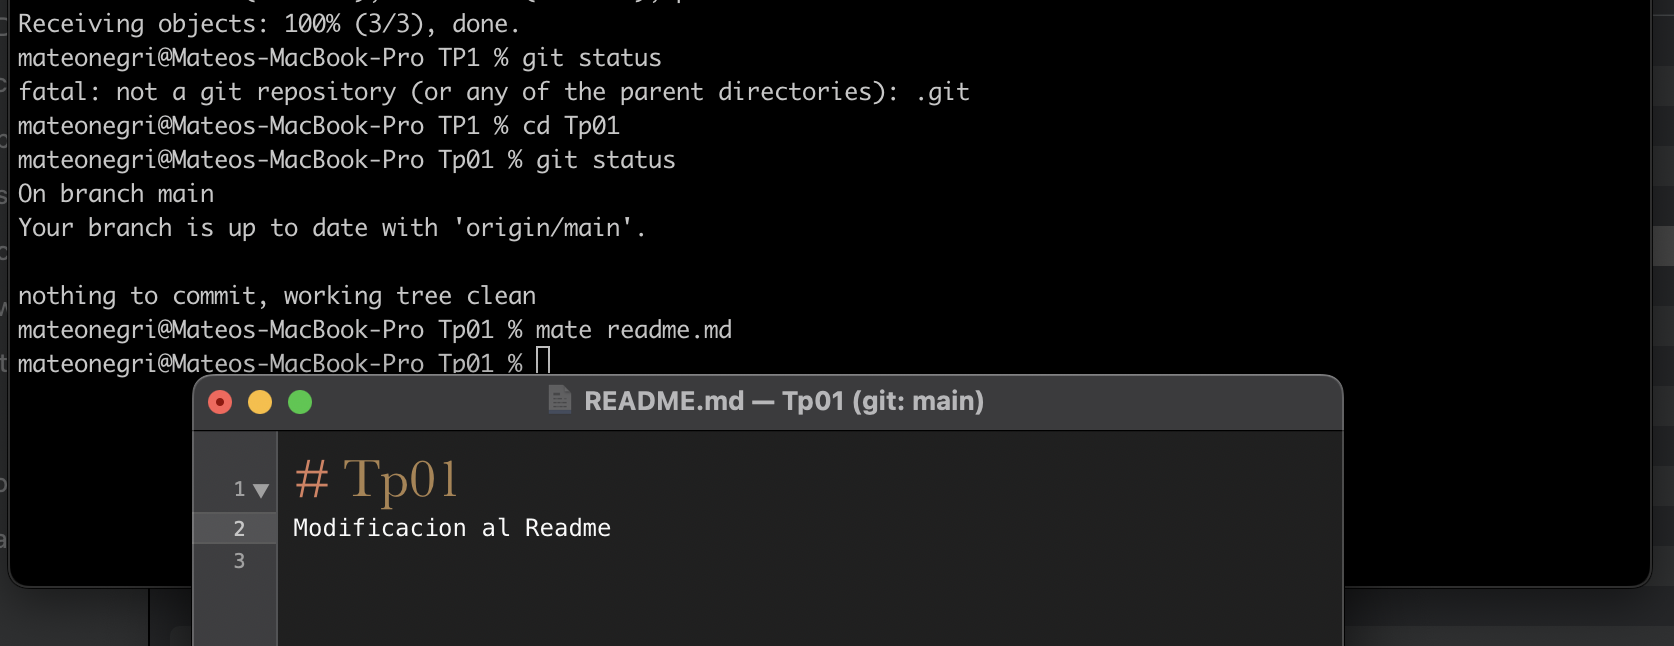 Receiving objects: 100% (3/3), done.
mateonegri@Mateos-MacBook-Pro TP1 % git status
fatal: not a git repository (or any of the parent directories): .git
mateonegri@Mateos-MacBook-Pro TP1 % cd Tp01
mateonegri@Mateos-MacBook-Pro Tp01 % git status
On branch main
Your branch is up to date with 'origin/main'.
nothing to commit, working tree clean
mateonegri@Mateos-MacBook-Pro Tp01 % mate readme.md
mateonegri@Mateos-MacBook-Pro Tp01 %
README.md — Tp01 (git: main)
1 # Tp01
2 Modificacion al Readme
3